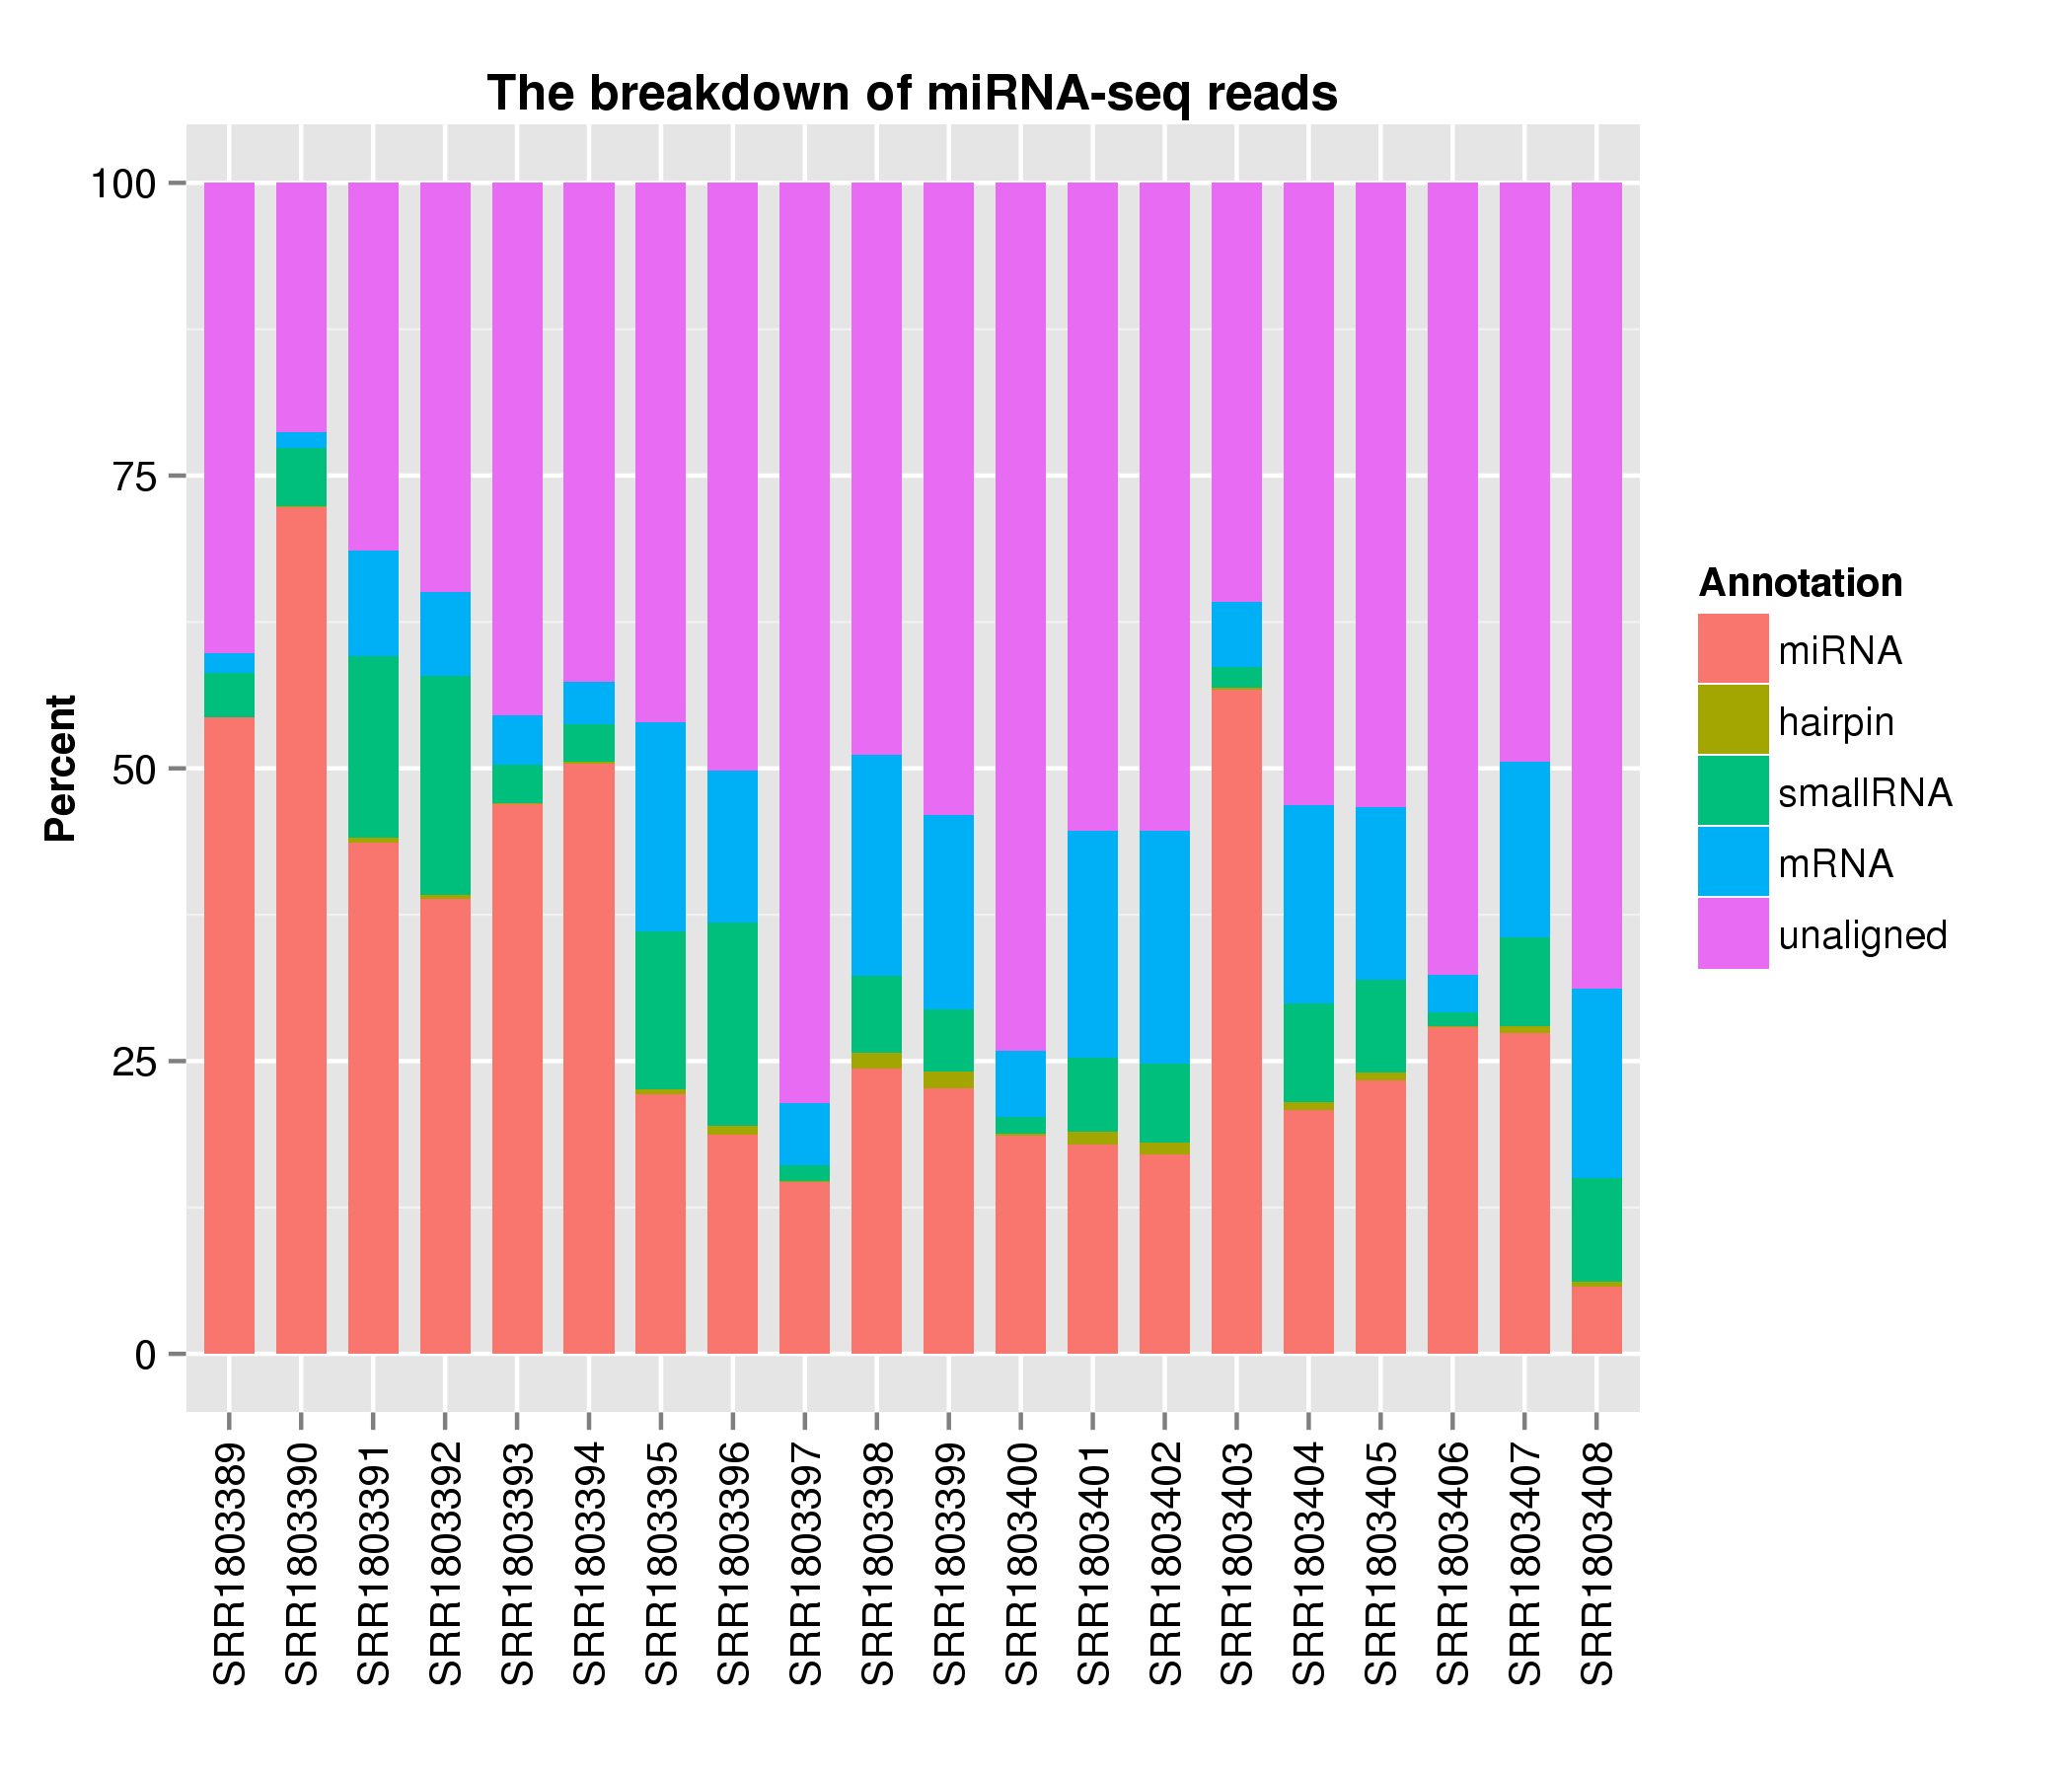 The breakdown of miRNA-seq reads
Percent
100
75
50
25
0
SRR1803389
SRR1803390
SRR1803391
SRR1803392
SRR1803393
SRR1803394
SRR1803395
SRR1803396
SRR1803397
SRR1803398
SRR1803399
SRR1803400
SRR1803401
SRR1803402
SRR1803403
SRR1803404
SRR1803405
SRR1803406
SRR1803407
SRR1803408
Annotation
miRNA
hairpin
smallRNA
mRNA
unaligned